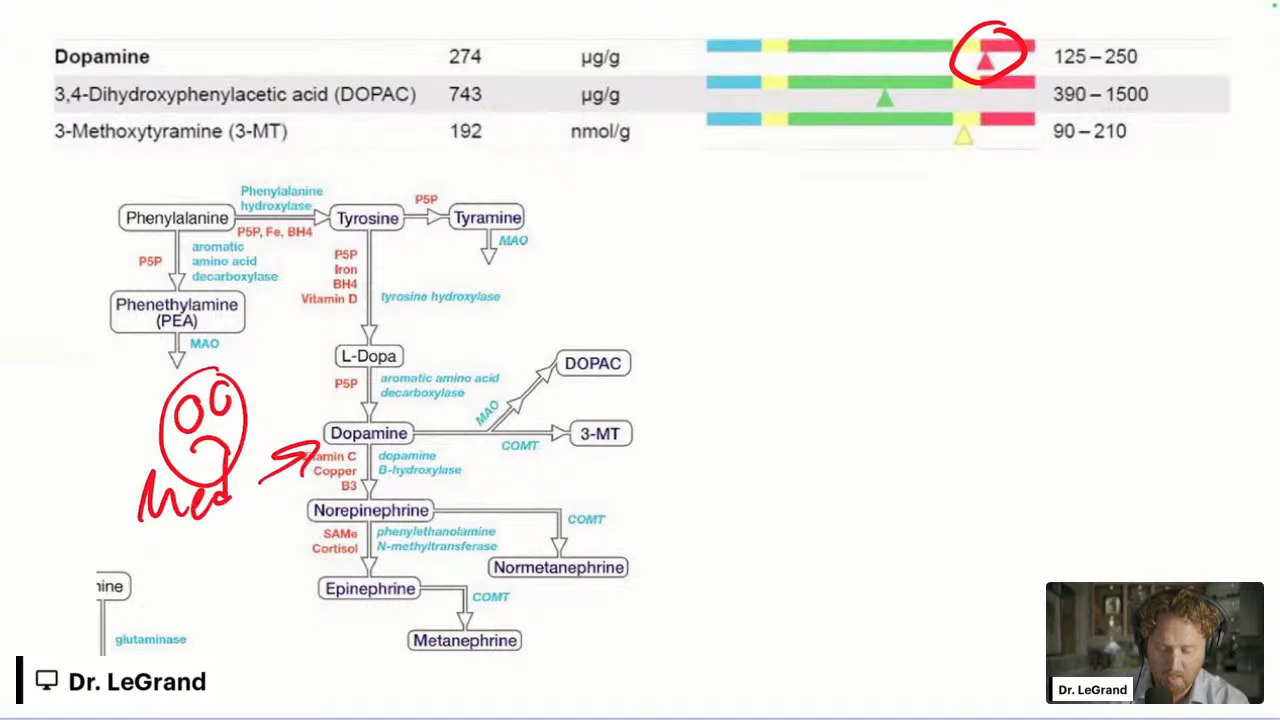 Dopamine 274 µg/g 125 – 250
3,4-Dihydroxyphenylacetic acid (DOPAC) 743 µg/g 390 – 1500
3-Methoxytyramine (3-MT) 192 nmol/g 90 – 210
Phenylalanine
Phenylalanine
hydroxylase
P5P, Fe, BH4
Tyrosine
P5P
Tyramine
MAO
P5P
aromatic
amino acid
decarboxylase
Phenethylamine
(PEA)
MAO
P5P
Iron
BH4
Vitamin D
tyrosine hydroxylase
L-Dopa
P5P
aromatic amino acid
decarboxylase
DOPAC
MAO
Dopamine
COMT
3-MT
C
Copper
B3
dopamine
B-hydroxylase
Med
Norepinephrine
COMT
SAMe
Cortisol
phenylethanolamine
N-methyltransferase
Normetanephrine
Epinephrine
COMT
Metanephrine
glutaminase
Dr. LeGrand
Dr. LeGrand